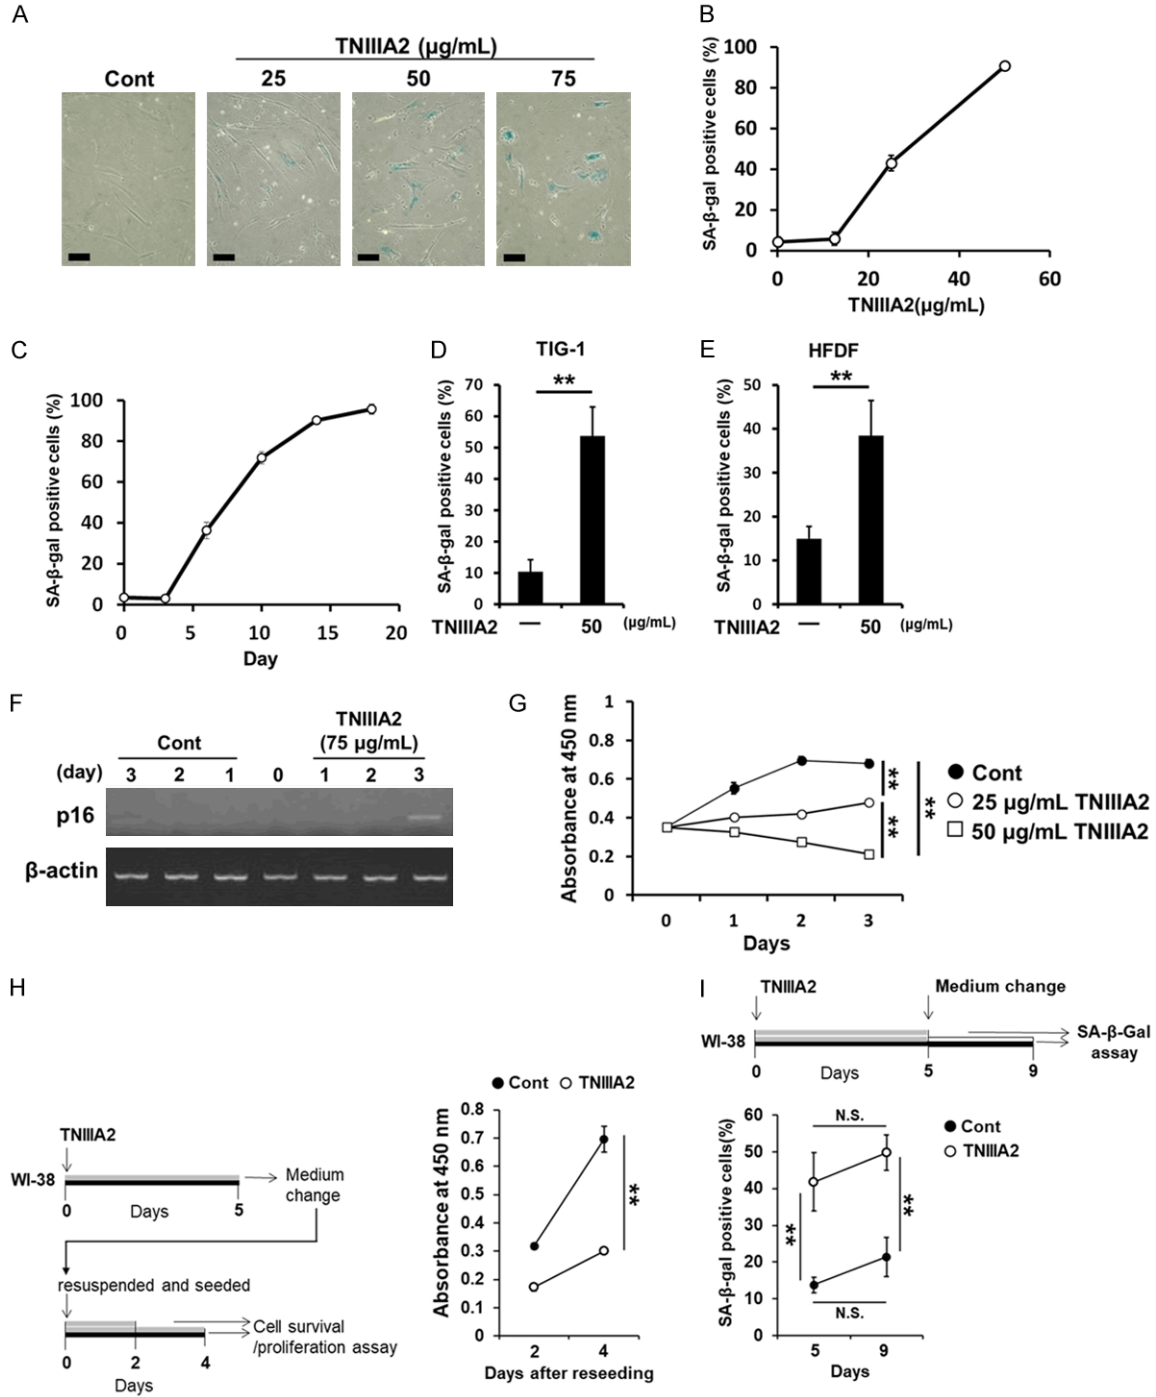 A
TNIIIA2 (µg/mL)
Cont 25 50 75
B
SA-β-gal positive cells (%)
100
80
60
40
20
0
0 20 40 60
TNIIIA2(µg/mL)
C
SA-β-gal positive cells (%)
100
80
60
40
20
0
0 5 10 15 20
Day
D
TIG-1
SA-β-gal positive cells (%)
**
70
60
50
40
30
20
10
0
TNIIIA2 — 50 (µg/mL)
E
HFDF
SA-β-gal positive cells (%)
**
50
40
30
20
10
0
TNIIIA2 — 50 (µg/mL)
F
TNIIIA2
Cont (75 µg/mL)
(day) 3 2 1 0 1 2 3
p16
β-actin
G
Absorbance at 450 nm
1
0.8
0.6
0.4
0.2
0
0 1 2 3
Days
**
**
**
Cont
25 µg/mL TNIIIA2
50 µg/mL TNIIIA2
H
TNIIIA2
WI-38
0 Days 5
Medium
change
resuspended and seeded
Cell survival
/proliferation assay
0 2 4
Days
Cont TNIIIA2
Absorbance at 450 nm
0.8
0.7
0.6
0.5
0.4
0.3
0.2
0.1
0
**
2 4
Days after reseeding
I
TNIIIA2 Medium change
WI-38
SA-β-Gal
assay
0 Days 5 9
SA-β-gal positive cells(%)
60
50
40
30
20
10
0
N.S.
**
**
N.S.
5 9
Days
Cont
TNIIIA2